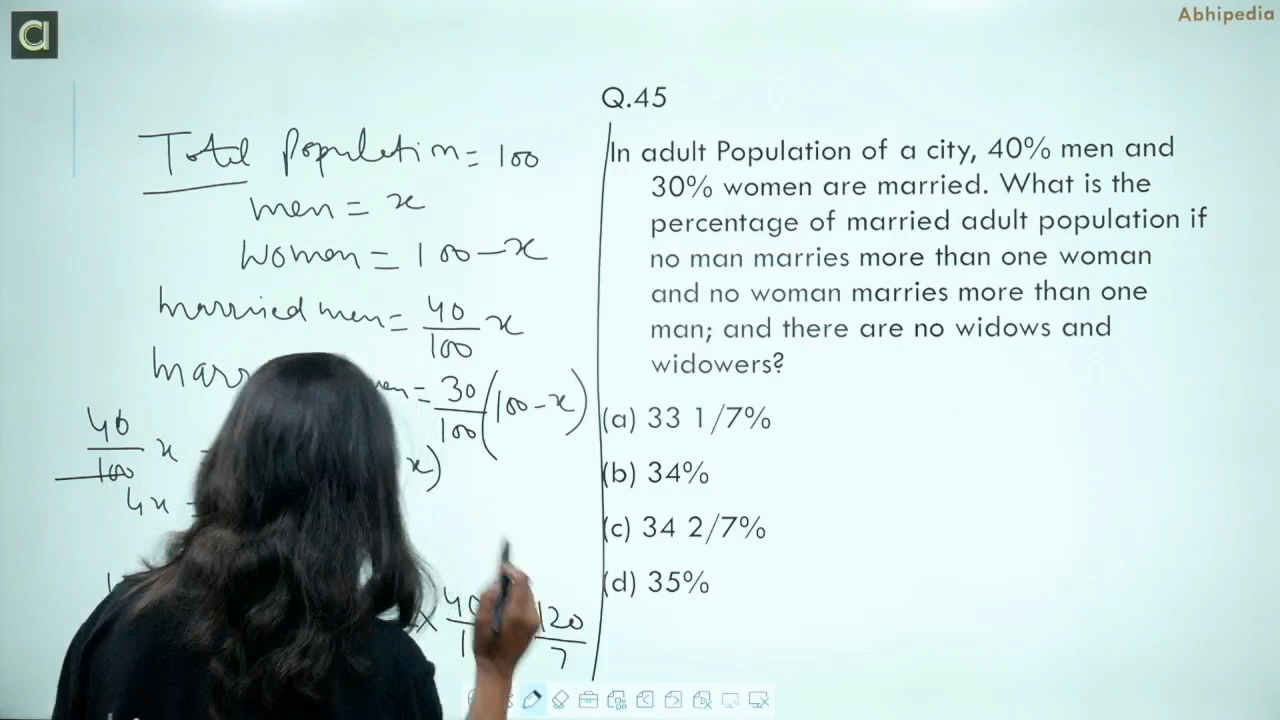 Abhipedia
Q.45
In adult Population of a city, 40% men and
30% women are married. What is the
percentage of married adult population if
no man marries more than one woman
and no woman marries more than one
man; and there are no widows and
widowers?
(a) 33 1/7%
(b) 34%
(c) 34 2/7%
(d) 35%
Total Population = 100
men = x
Women = 100 - x
married men = 40/100 x
= 30/100 (100 - x)
40/100 x
x)
4x
x 40
120/7